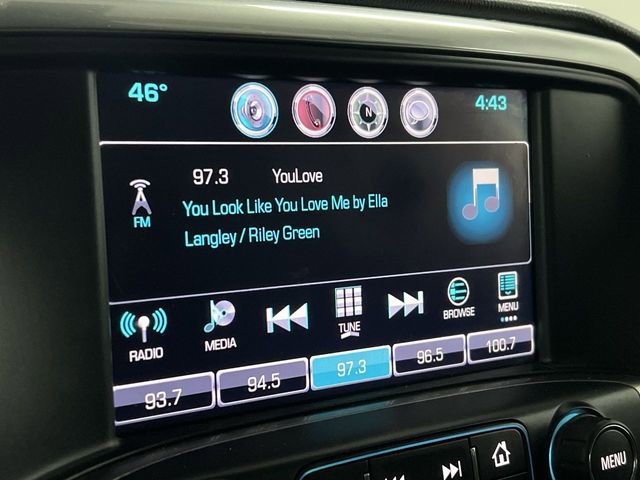 46°
N
4:43
97.3 YouLove
FM
You Look Like You Love Me by Ella
Langley / Riley Green
RADIO
MEDIA
TUNE
BROWSE
MENU
93.7
94.5
97.3
96.5
100.7
MENU